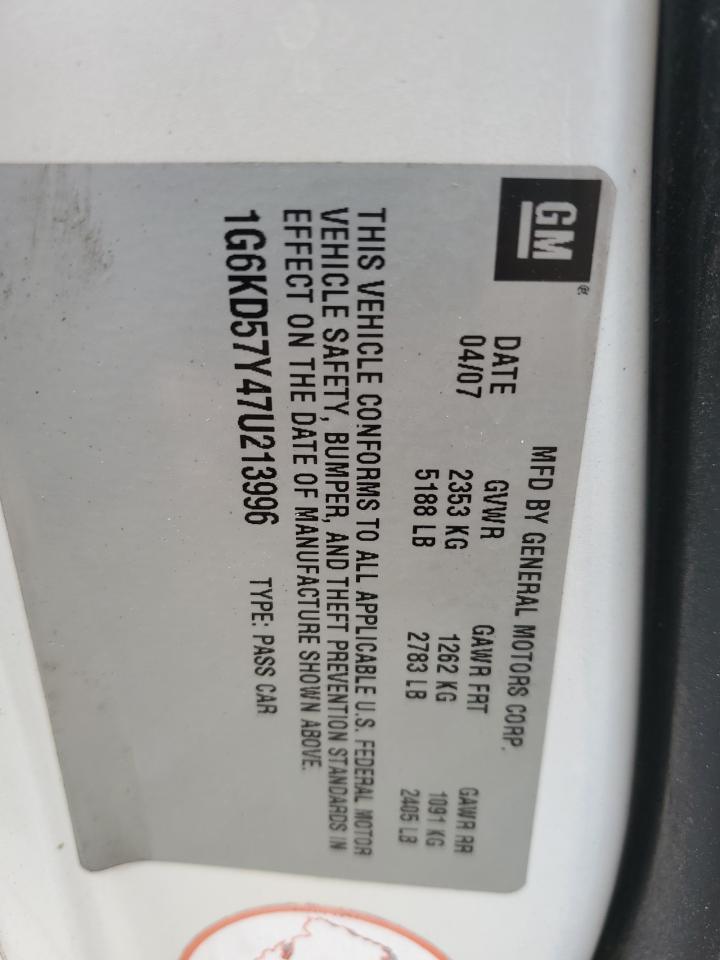 GM®
MFD BY GENERAL MOTORS CORP.
DATE GVWR GAWR FRT GAWR RR
04/07 2353 KG 1262 KG 1091 KG
5188 LB 2783 LB 2405 LB
THIS VEHICLE CONFORMS TO ALL APPLICABLE U.S. FEDERAL MOTOR
VEHICLE SAFETY, BUMPER, AND THEFT PREVENTION STANDARDS IN
EFFECT ON THE DATE OF MANUFACTURE SHOWN ABOVE.
1G6KD57Y47U213996 TYPE: PASS CAR